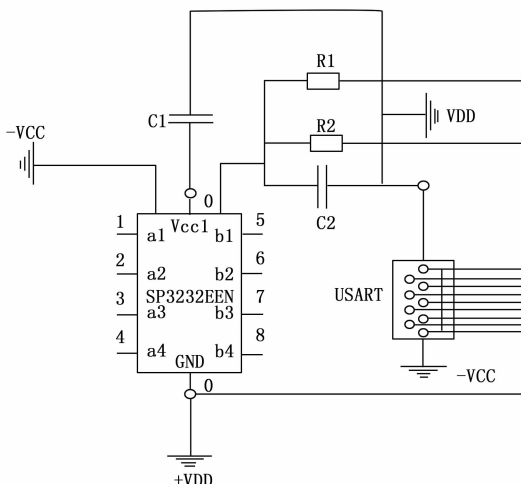 R1
C1
VDD
R2
-VCC
0
C2
1
Vcc1
5
a1
b1
2
6
a2
b2
USART
SP3232EEN
3
7
a3
b3
4
8
a4
b4
GND
-VCC
0
+VDD